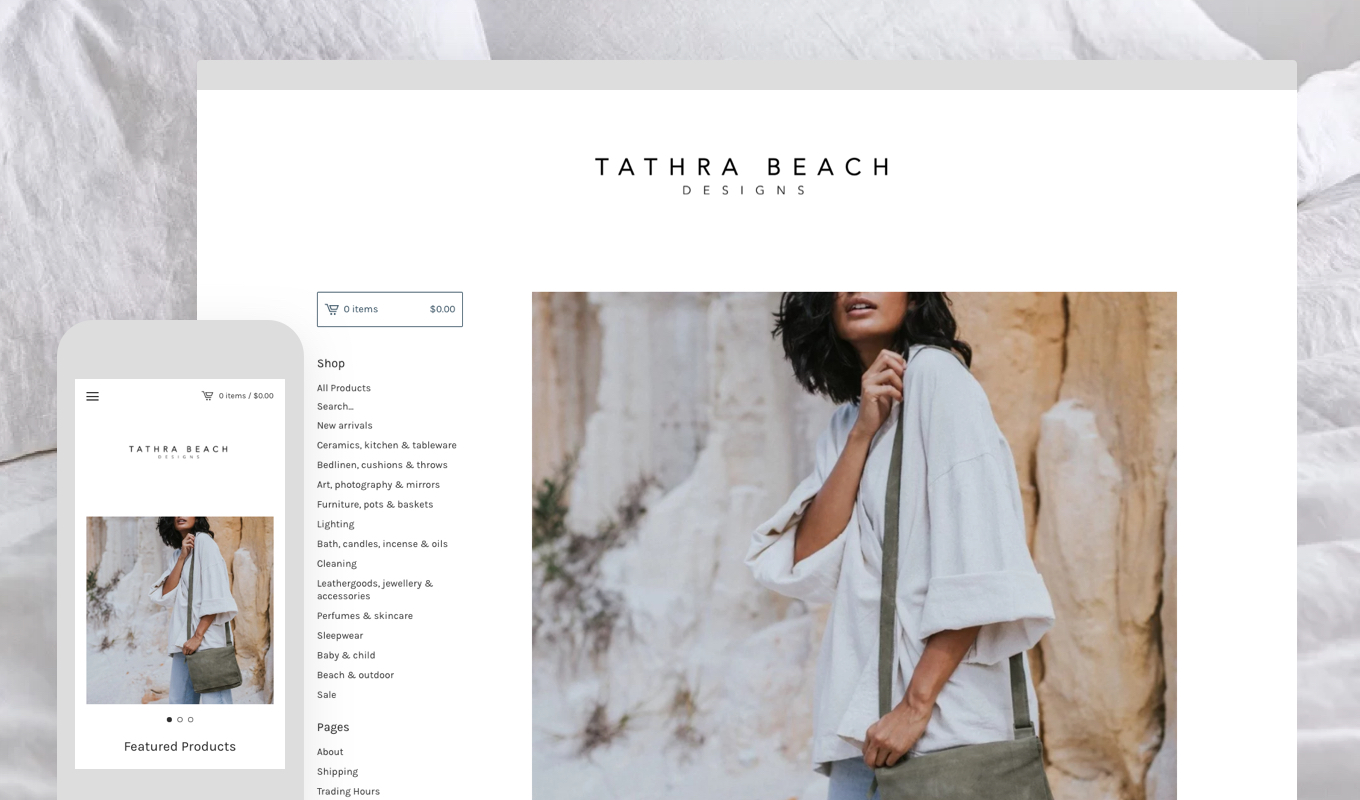 TATHRA BEACH
DESIGNS
0 items $0.00
Shop
All Products
Search...
New arrivals
Ceramics, kitchen & tableware
Bedlinen, cushions & throws
Art, photography & mirrors
Furniture, pots & baskets
Lighting
Bath, candles, incense & oils
Cleaning
Leathergoods, jewellery &
accessories
Perfumes & skincare
Sleepwear
Baby & child
Beach & outdoor
Sale
Pages
About
Shipping
Trading Hours
0 items / $0.00
TATHRA BEACH
DESIGNS
Featured Products